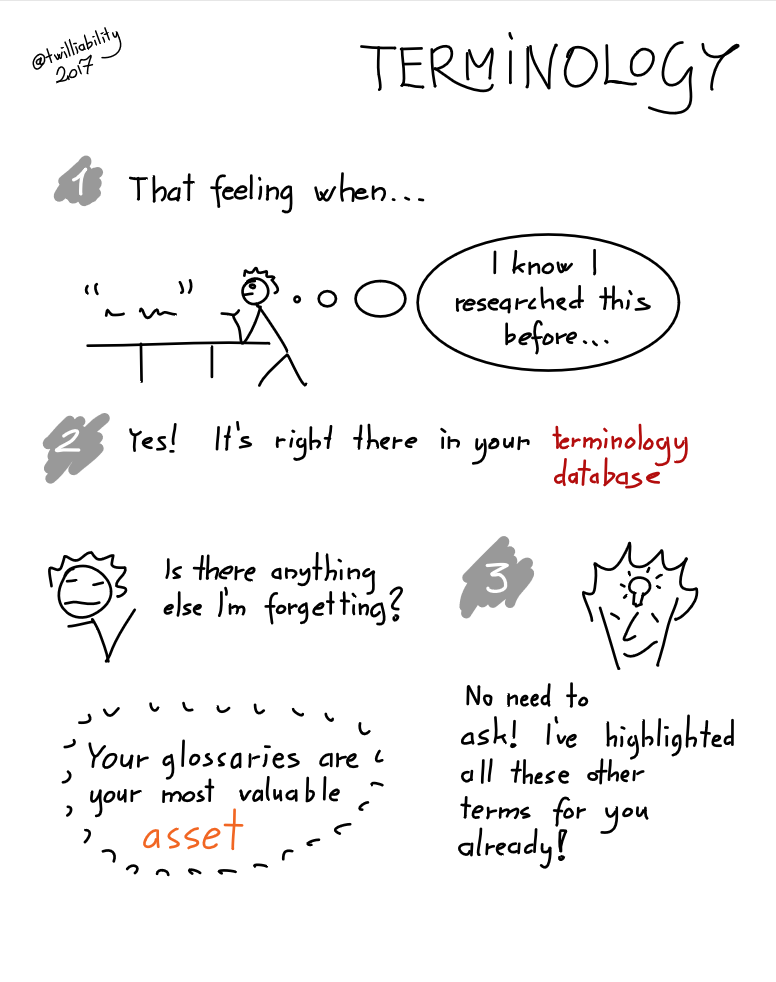 @twilliability
2017
TERMINOLOGY
1
That feeling when...
" "
I know I
researched this
before...
2
Yes! It's right there in your terminology
database
Is there anything
else I'm forgetting?
3
No need to
ask! I've highlighted
all these other
terms for you
already!
Your glossaries are
your most valuable
asset